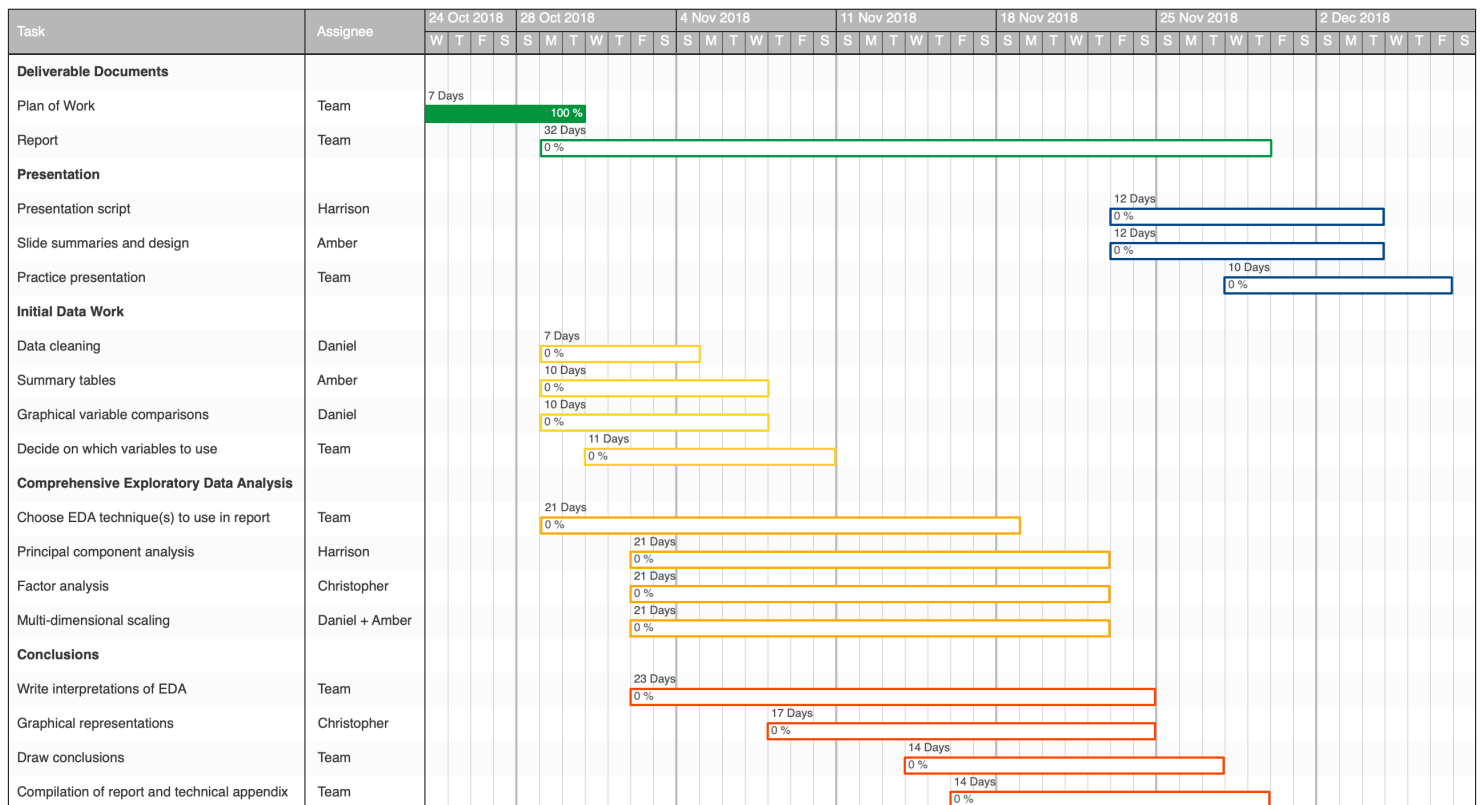 Task Assignee 24 Oct 2018 28 Oct 2018 4 Nov 2018 11 Nov 2018 18 Nov 2018 25 Nov 2018 2 Dec 2018
W T F S S M T W T F S S M T W T F S S M T W T F S S M T W T F S S M T W T F S S M T W T F S
Deliverable Documents
Plan of Work Team 7 Days 100 %
Report Team 32 Days 0 %
Presentation
Presentation script Harrison 12 Days 0 %
Slide summaries and design Amber 12 Days 0 %
Practice presentation Team 10 Days 0 %
Initial Data Work
Data cleaning Daniel 7 Days 0 %
Summary tables Amber 10 Days 0 %
Graphical variable comparisons Daniel 10 Days 0 %
Decide on which variables to use Team 11 Days 0 %
Comprehensive Exploratory Data Analysis
Choose EDA technique(s) to use in report Team 21 Days 0 %
Principal component analysis Harrison 21 Days 0 %
Factor analysis Christopher 21 Days 0 %
Multi-dimensional scaling Daniel + Amber 21 Days 0 %
Conclusions
Write interpretations of EDA Team 23 Days 0 %
Graphical representations Christopher 17 Days 0 %
Draw conclusions Team 14 Days 0 %
Compilation of report and technical appendix Team 14 Days 0 %